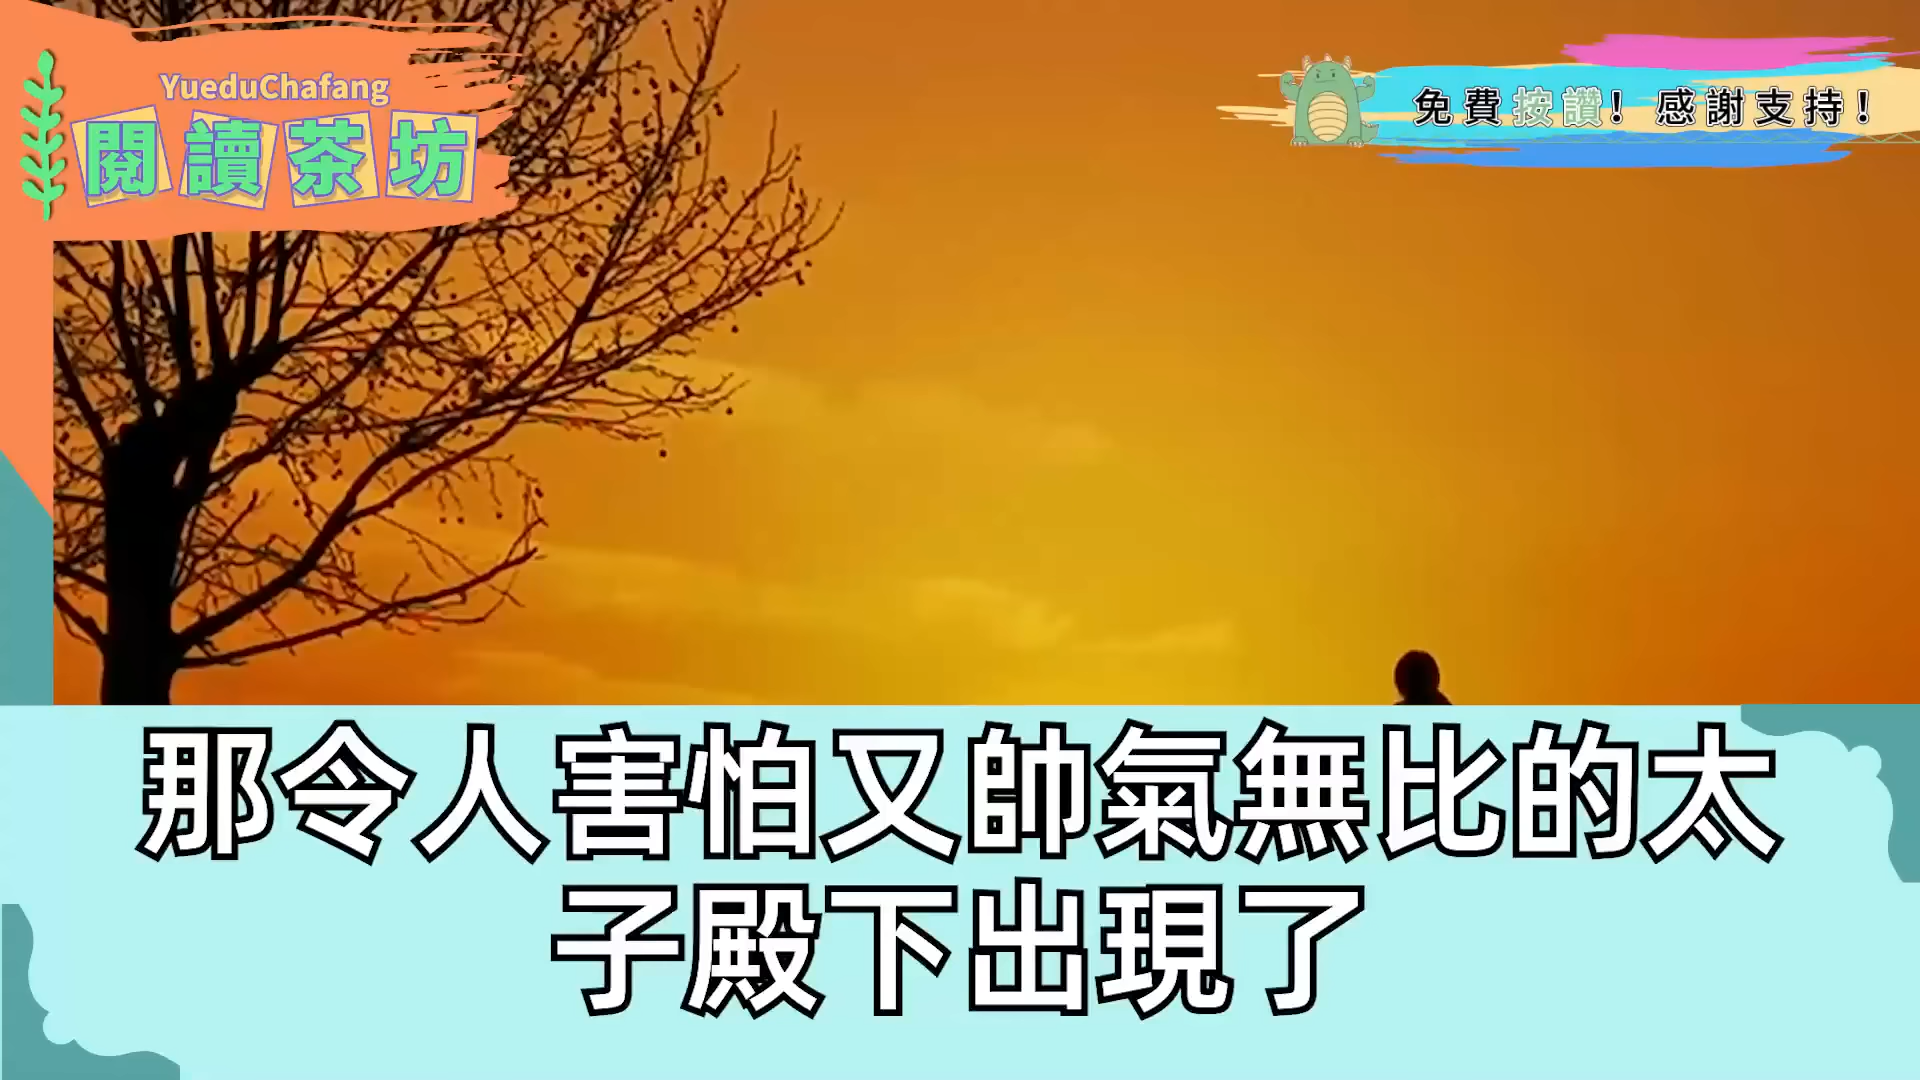 YueduChafang
閱讀茶坊
免費按讚！感謝支持！
那令人害怕又帥氣無比的太
子殿下出現了